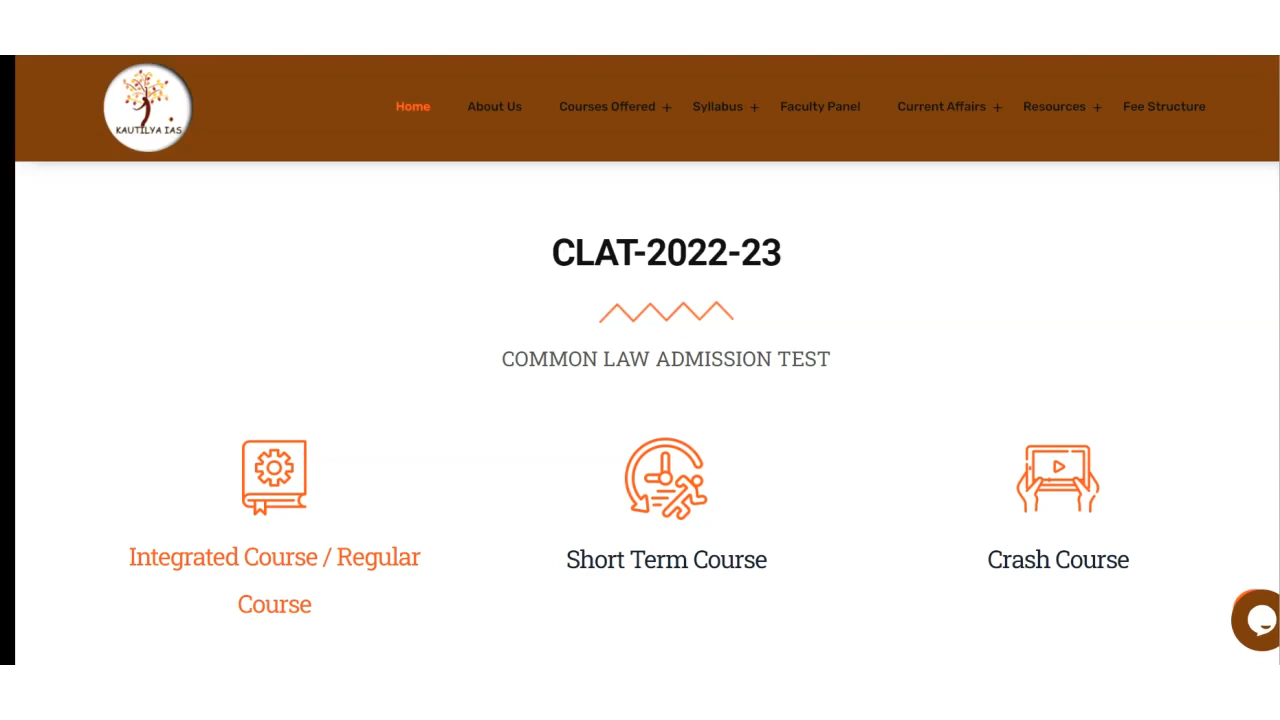 KAUTILYA IAS
Home About Us Courses Offered + Syllabus + Faculty Panel Current Affairs + Resources + Fee Structure
CLAT-2022-23
COMMON LAW ADMISSION TEST
Integrated Course / Regular
Course
Short Term Course
Crash Course